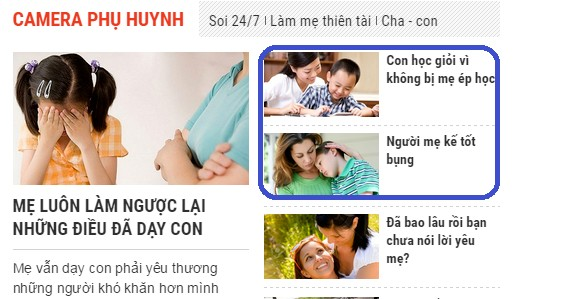 CAMERA PHỤ HUYNH
Soi 24/7 | Làm mẹ thiên tài | Cha - con
MẸ LUÔN LÀM NGƯỢC LẠI
NHỮNG ĐIỀU ĐÃ DẠY CON
Mẹ vẫn dạy con phải yêu thương
những người khó khăn hơn mình
Con học giỏi vì
không bị mẹ ép học
Người mẹ kế tốt
bụng
Đã bao lâu rồi bạn
chưa nói lời yêu
mẹ?